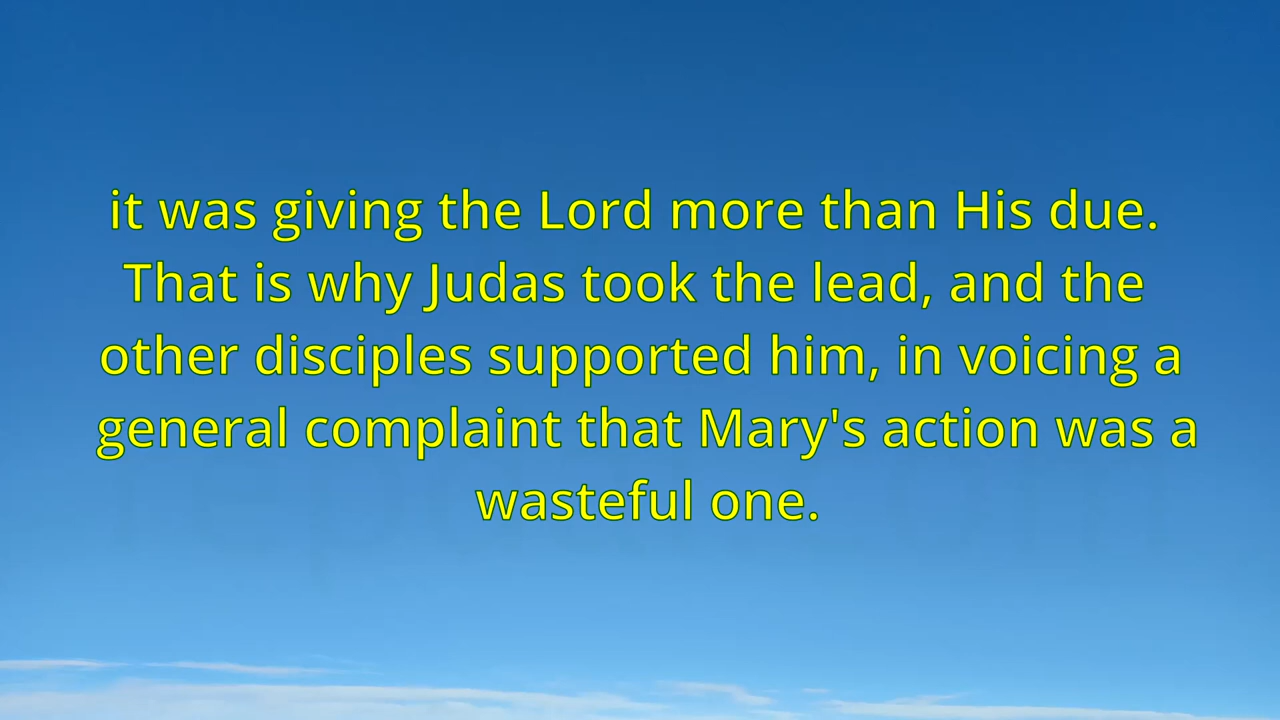 it was giving the Lord more than His due.
That is why Judas took the lead, and the
other disciples supported him, in voicing a
general complaint that Mary's action was a
wasteful one.